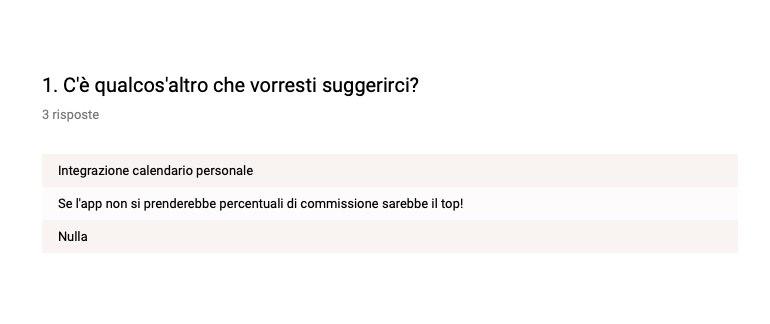 1. C'è qualcos'altro che vorresti suggerirci?
3 risposte
Integrazione calendario personale
Se l'app non si prenderebbe percentuali di commissione sarebbe il top!
Nulla